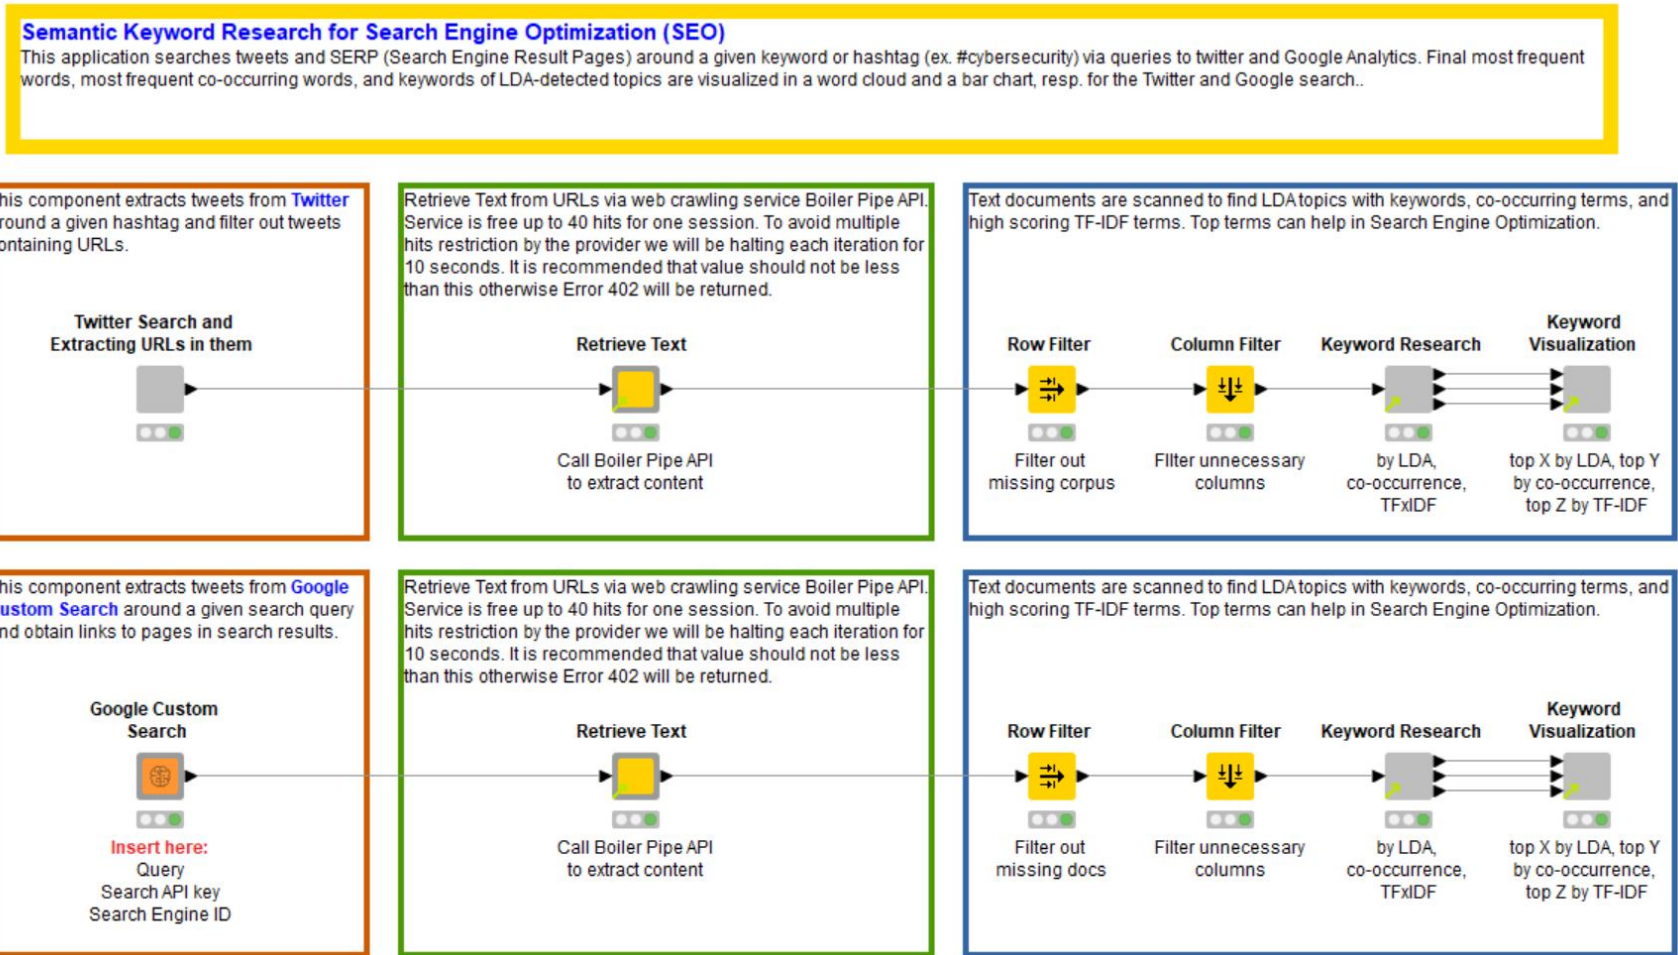 Semantic Keyword Research for Search Engine Optimization (SEO)
This application searches tweets and SERP (Search Engine Result Pages) around a given keyword or hashtag (ex. #cybersecurity) via queries to twitter and Google Analytics. Final most frequent
words, most frequent co-occurring words, and keywords of LDA-detected topics are visualized in a word cloud and a bar chart, resp. for the Twitter and Google search..
his component extracts tweets from Twitter
round a given hashtag and filter out tweets
ontaining URLs.
Twitter Search and
Extracting URLs in them
Retrieve Text from URLs via web crawling service Boiler Pipe API.
Service is free up to 40 hits for one session. To avoid multiple
hits restriction by the provider we will be halting each iteration for
10 seconds. It is recommended that value should not be less
than this otherwise Error 402 will be returned.
Retrieve Text
Call Boiler Pipe API
to extract content
Text documents are scanned to find LDA topics with keywords, co-occurring terms, and
high scoring TF-IDF terms. Top terms can help in Search Engine Optimization.
Row Filter
Filter out
missing corpus
Column Filter
FIlter unnecessary
columns
Keyword Research
by LDA,
co-occurrence,
TFxIDF
Keyword
Visualization
top X by LDA, top Y
by co-occurrence,
top Z by TF-IDF
his component extracts tweets from Google
ustom Search around a given search query
nd obtain links to pages in search results.
Google Custom
Search
Insert here:
Query
Search API key
Search Engine ID
Retrieve Text from URLs via web crawling service Boiler Pipe API.
Service is free up to 40 hits for one session. To avoid multiple
hits restriction by the provider we will be halting each iteration for
10 seconds. It is recommended that value should not be less
than this otherwise Error 402 will be returned.
Retrieve Text
Call Boiler Pipe API
to extract content
Text documents are scanned to find LDA topics with keywords, co-occurring terms, and
high scoring TF-IDF terms. Top terms can help in Search Engine Optimization.
Row Filter
Filter out
missing docs
Column Filter
Filter unnecessary
columns
Keyword Research
by LDA,
co-occurrence,
TFxIDF
Keyword
Visualization
top X by LDA, top Y
by co-occurrence,
top Z by TF-IDF